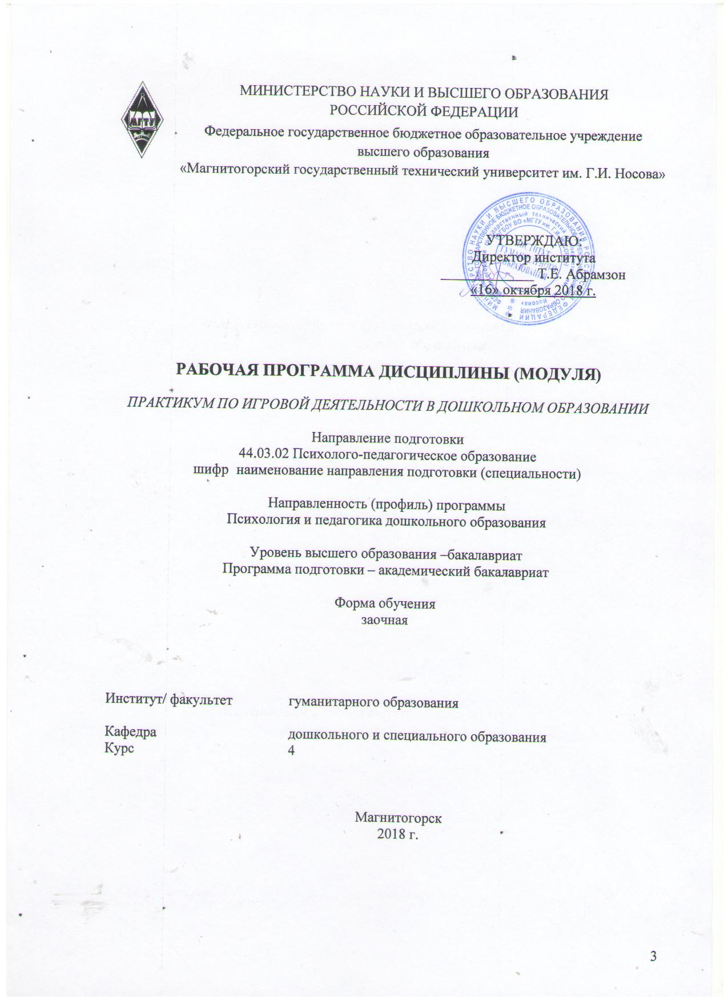 МГТУ
МИНИСТЕРСТВО НАУКИ И ВЫСШЕГО ОБРАЗОВАНИЯ
РОССИЙСКОЙ ФЕДЕРАЦИИ
Федеральное государственное бюджетное образовательное учреждение
высшего образования
«Магнитогорский государственный технический университет им. Г.И. Носова»
УТВЕРЖДАЮ:
Директор института
_____________ Т.Е. Абрамзон
«16» октября 2018 г.
РАБОЧАЯ ПРОГРАММА ДИСЦИПЛИНЫ (МОДУЛЯ)
ПРАКТИКУМ ПО ИГРОВОЙ ДЕЯТЕЛЬНОСТИ В ДОШКОЛЬНОМ ОБРАЗОВАНИИ
Направление подготовки
44.03.02 Психолого-педагогическое образование
шифр наименование направления подготовки (специальности)
Направленность (профиль) программы
Психология и педагогика дошкольного образования
Уровень высшего образования –бакалавриат
Программа подготовки – академический бакалавриат
Форма обучения
заочная
Институт/ факультет гуманитарного образования
Кафедра дошкольного и специального образования
Курс 4
Магнитогорск
2018 г.
3